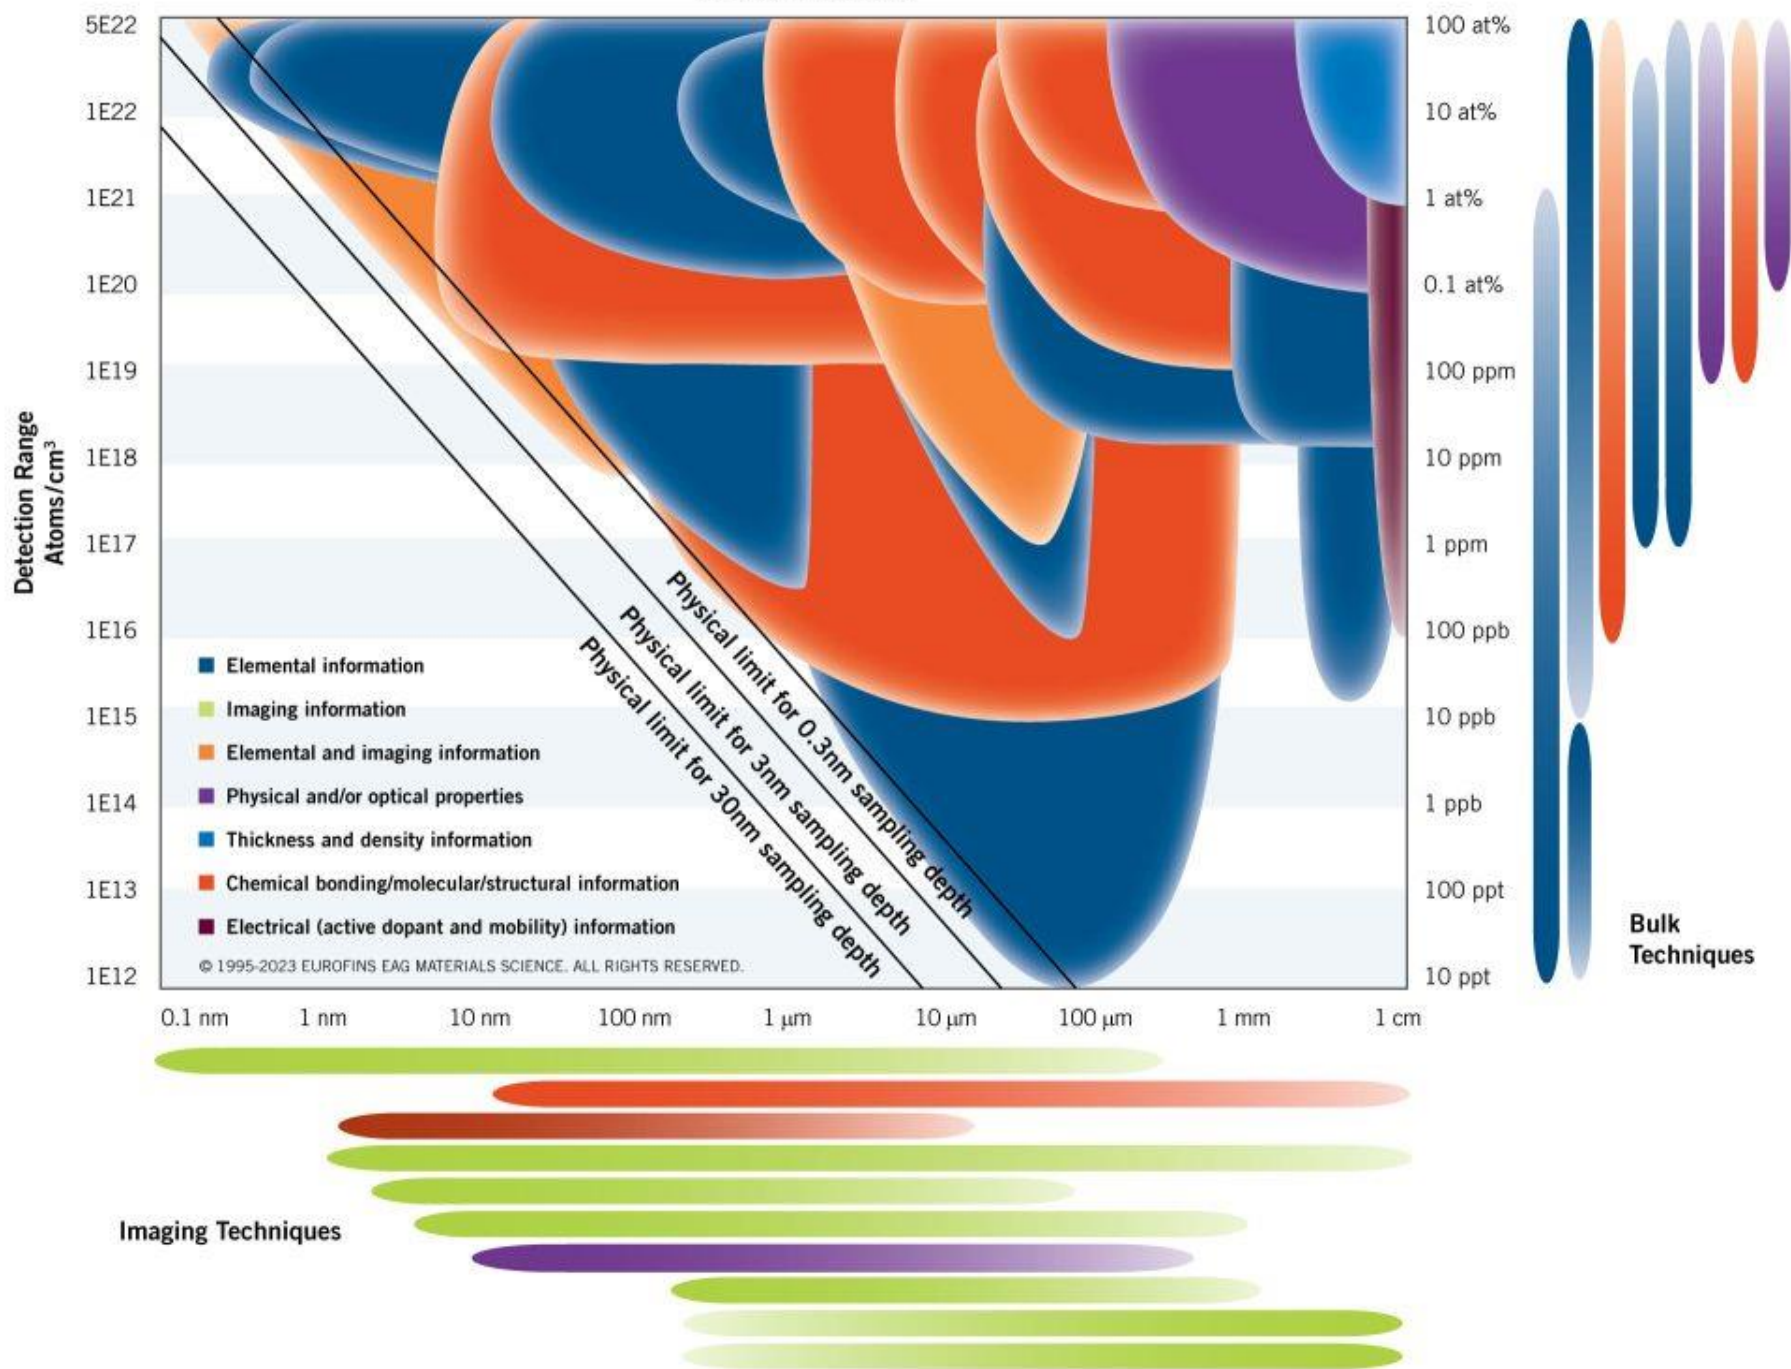 5E22
1E22
1E21
1E20
1E19
1E18
1E17
1E16
1E15
1E14
1E13
1E12
Detection Range
Atoms/cm³
100 at%
10 at%
1 at%
0.1 at%
100 ppm
10 ppm
1 ppm
100 ppb
10 ppb
1 ppb
100 ppt
10 ppt
Physical limit for 0.3nm sampling depth
Physical limit for 3nm sampling depth
Physical limit for 30nm sampling depth
Elemental information
Imaging information
Elemental and imaging information
Physical and/or optical properties
Thickness and density information
Chemical bonding/molecular/structural information
Electrical (active dopant and mobility) information
© 1995-2023 EUROFINS EAG MATERIALS SCIENCE. ALL RIGHTS RESERVED.
Bulk
Techniques
0.1 nm 1 nm 10 nm 100 nm 1 µm 10 µm 100 µm 1 mm 1 cm
Imaging Techniques